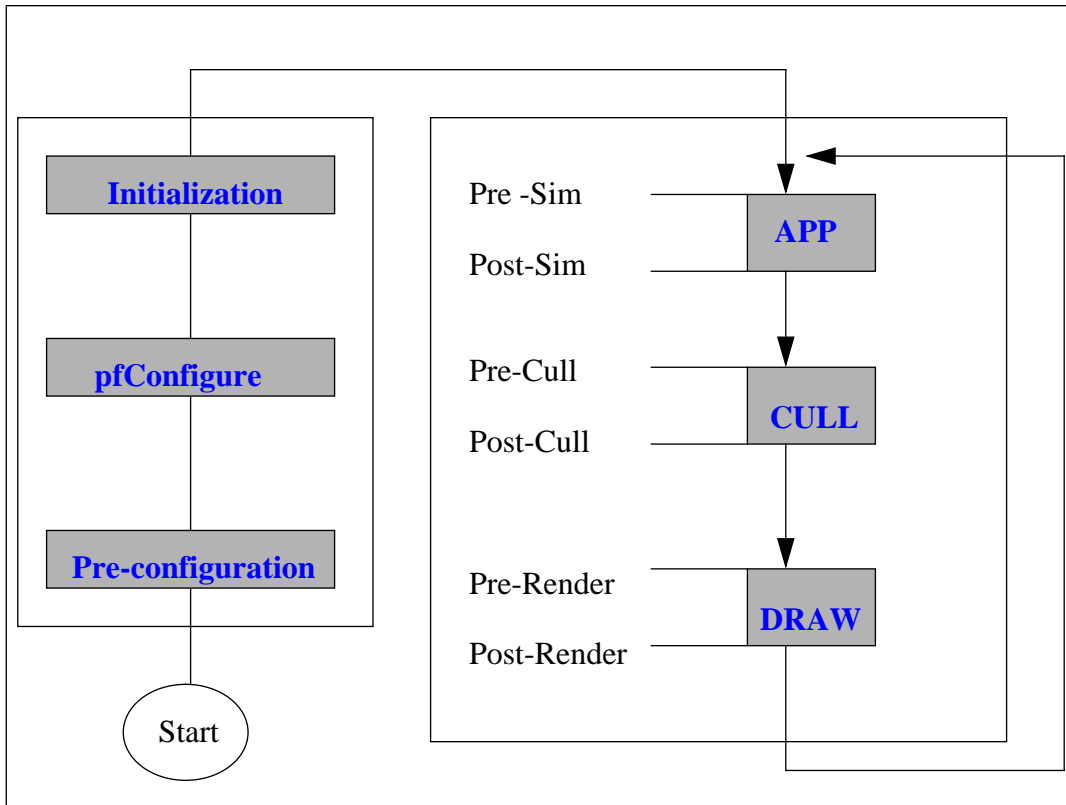 Initialization
pfConfigure
Pre-configuration
Start
Pre -Sim
APP
Post-Sim
Pre-Cull
CULL
Post-Cull
Pre-Render
DRAW
Post-Render